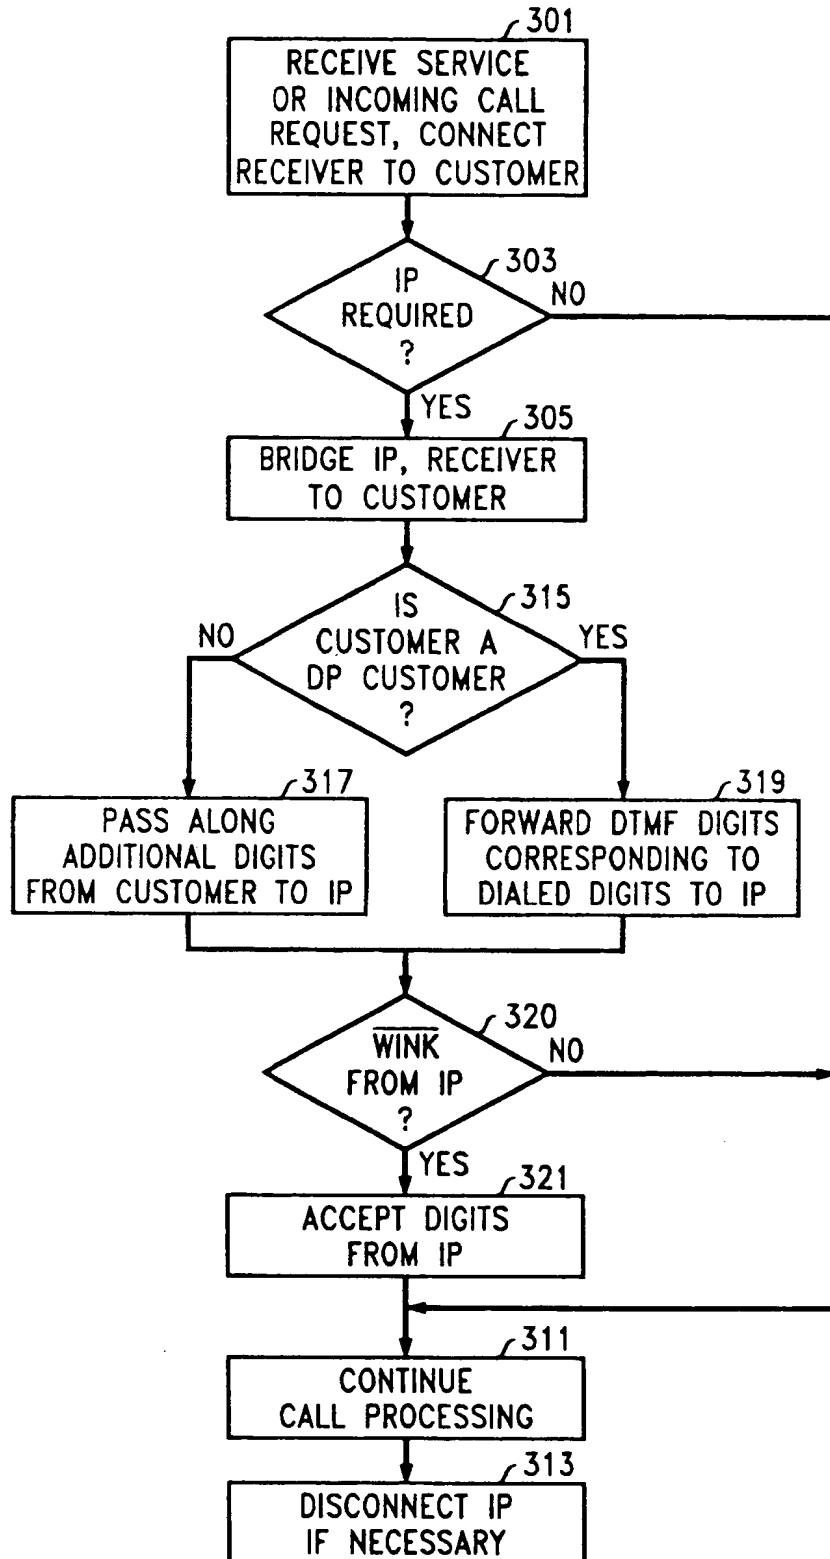 301
RECEIVE SERVICE
OR INCOMING CALL
REQUEST, CONNECT
RECEIVER TO CUSTOMER
303
IP
REQUIRED
?
NO
YES
305
BRIDGE IP, RECEIVER
TO CUSTOMER
315
IS
CUSTOMER A
DP CUSTOMER
?
NO
YES
317
PASS ALONG
ADDITIONAL DIGITS
FROM CUSTOMER TO IP
319
FORWARD DTMF DIGITS
CORRESPONDING TO
DIALED DIGITS TO IP
320
WINK
FROM IP
?
NO
YES
321
ACCEPT DIGITS
FROM IP
311
CONTINUE
CALL PROCESSING
313
DISCONNECT IP
IF NECESSARY